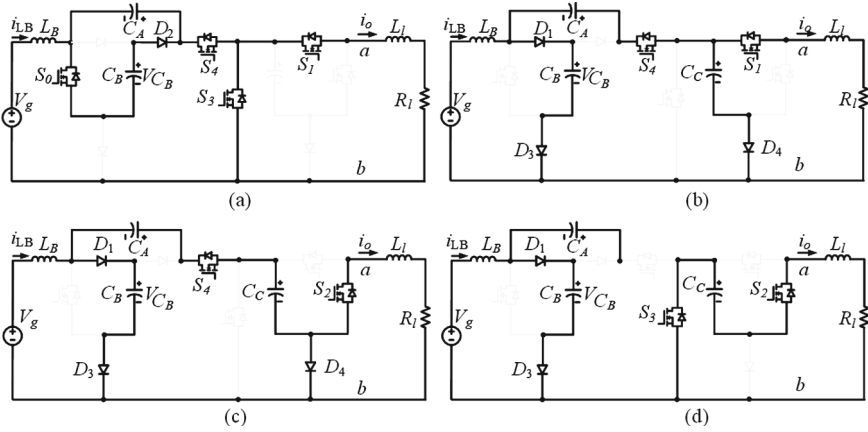 i_LB L_B C_A D_2 S_4 S_1 i_o a L_l
S_0 C_B V_C_B S_3 V_g R_l b
(a)
i_LB L_B D_1 C_A S_4 S_1 i_o a L_l
C_B V_C_B C_C V_g R_l D_3 D_4 b
(b)
i_LB L_B D_1 C_A S_4 i_o a L_l
C_B V_C_B C_C S_2 V_g R_l D_3 D_4 b
(c)
i_LB L_B D_1 C_A i_o a L_l
C_B V_C_B S_3 C_C S_2 V_g R_l D_3 b
(d)